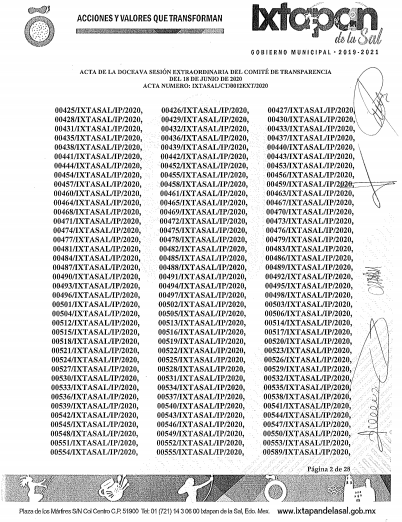 ACCIONES Y VALORES QUE TRANSFORMAN
Ixtapan
de la Sal
GOBIERNO MUNICIPAL • 2019-2021
ACTA DE LA DOCEAVA SESIÓN EXTRAORDINARIA DEL COMITÉ DE TRANSPARENCIA
DEL 18 DE JUNIO DE 2020
ACTA NUMERO: IXTASAL/CT/0012EXT/2020
00425/IXTASAL/IP/2020, 00426/IXTASAL/IP/2020, 00427/IXTASAL/IP/2020,
00428/IXTASAL/IP/2020, 00429/IXTASAL/IP/2020, 00430/IXTASAL/IP/2020,
00431/IXTASAL/IP/2020, 00432/IXTASAL/IP/2020, 00433/IXTASAL/IP/2020,
00435/IXTASAL/IP/2020, 00436/IXTASAL/IP/2020, 00437/IXTASAL/IP/2020,
00438/IXTASAL/IP/2020, 00439/IXTASAL/IP/2020, 00440/IXTASAL/IP/2020,
00441/IXTASAL/IP/2020, 00442/IXTASAL/IP/2020, 00443/IXTASAL/IP/2020,
00444/IXTASAL/IP/2020, 00452/IXTASAL/IP/2020, 00453/IXTASAL/IP/2020,
00454/IXTASAL/IP/2020, 00455/IXTASAL/IP/2020, 00456/IXTASAL/IP/2020,
00457/IXTASAL/IP/2020, 00458/IXTASAL/IP/2020, 00459/IXTASAL/IP/2020,
00460/IXTASAL/IP/2020, 00461/IXTASAL/IP/2020, 00463/IXTASAL/IP/2020,
00464/IXTASAL/IP/2020, 00465/IXTASAL/IP/2020, 00467/IXTASAL/IP/2020,
00468/IXTASAL/IP/2020, 00469/IXTASAL/IP/2020, 00470/IXTASAL/IP/2020,
00471/IXTASAL/IP/2020, 00472/IXTASAL/IP/2020, 00473/IXTASAL/IP/2020,
00474/IXTASAL/IP/2020, 00475/IXTASAL/IP/2020, 00476/IXTASAL/IP/2020,
00477/IXTASAL/IP/2020, 00478/IXTASAL/IP/2020, 00479/IXTASAL/IP/2020,
00481/IXTASAL/IP/2020, 00482/IXTASAL/IP/2020, 00483/IXTASAL/IP/2020,
00484/IXTASAL/IP/2020, 00485/IXTASAL/IP/2020, 00486/IXTASAL/IP/2020,
00487/IXTASAL/IP/2020, 00488/IXTASAL/IP/2020, 00489/IXTASAL/IP/2020,
00490/IXTASAL/IP/2020, 00491/IXTASAL/IP/2020, 00492/IXTASAL/IP/2020,
00493/IXTASAL/IP/2020, 00494/IXTASAL/IP/2020, 00495/IXTASAL/IP/2020,
00496/IXTASAL/IP/2020, 00497/IXTASAL/IP/2020, 00498/IXTASAL/IP/2020,
00501/IXTASAL/IP/2020, 00502/IXTASAL/IP/2020, 00503/IXTASAL/IP/2020,
00504/IXTASAL/IP/2020, 00505/IXTASAL/IP/2020, 00506/IXTASAL/IP/2020,
00512/IXTASAL/IP/2020, 00513/IXTASAL/IP/2020, 00514/IXTASAL/IP/2020,
00515/IXTASAL/IP/2020, 00516/IXTASAL/IP/2020, 00517/IXTASAL/IP/2020,
00518/IXTASAL/IP/2020, 00519/IXTASAL/IP/2020, 00520/IXTASAL/IP/2020,
00521/IXTASAL/IP/2020, 00522/IXTASAL/IP/2020, 00523/IXTASAL/IP/2020,
00524/IXTASAL/IP/2020, 00525/IXTASAL/IP/2020, 00526/IXTASAL/IP/2020,
00527/IXTASAL/IP/2020, 00528/IXTASAL/IP/2020, 00529/IXTASAL/IP/2020,
00530/IXTASAL/IP/2020, 00531/IXTASAL/IP/2020, 00532/IXTASAL/IP/2020,
00533/IXTASAL/IP/2020, 00534/IXTASAL/IP/2020, 00535/IXTASAL/IP/2020,
00536/IXTASAL/IP/2020, 00537/IXTASAL/IP/2020, 00538/IXTASAL/IP/2020,
00539/IXTASAL/IP/2020, 00540/IXTASAL/IP/2020, 00541/IXTASAL/IP/2020,
00542/IXTASAL/IP/2020, 00543/IXTASAL/IP/2020, 00544/IXTASAL/IP/2020,
00545/IXTASAL/IP/2020, 00546/IXTASAL/IP/2020, 00547/IXTASAL/IP/2020,
00548/IXTASAL/IP/2020, 00549/IXTASAL/IP/2020, 00550/IXTASAL/IP/2020,
00551/IXTASAL/IP/2020, 00552/IXTASAL/IP/2020, 00553/IXTASAL/IP/2020,
00554/IXTASAL/IP/2020, 00555/IXTASAL/IP/2020, 00589/IXTASAL/IP/2020,
Página 2 de 28
Plaza de los Mártires S/N Col Centro C.P. 51900 Tel: 01 (721) 14 3 06 00 Ixtapan de la Sal, Edo. Mex. www.ixtapandelasal.gob.mx